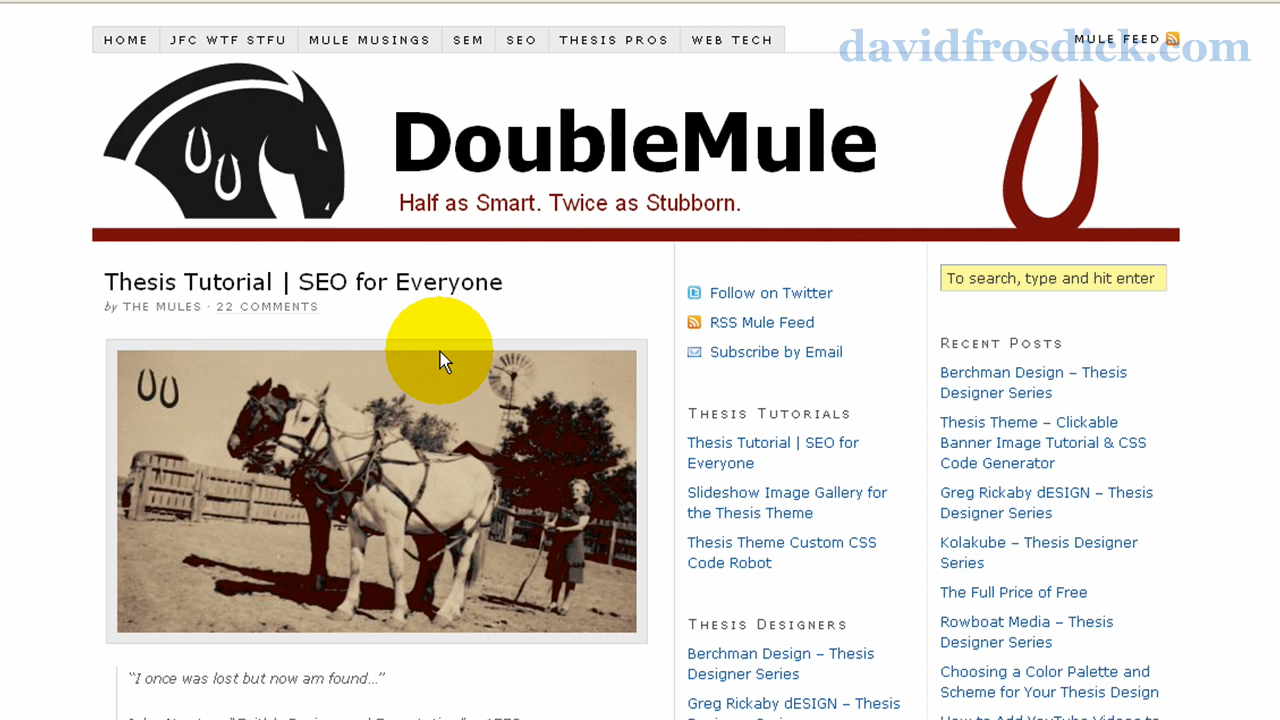 HOME JFC WTF STFU MULE MUSINGS SEM SEO THESIS PROS WEB TECH
MULE FEED
davidfrosdick.com
DoubleMule
Half as Smart. Twice as Stubborn.
Thesis Tutorial | SEO for Everyone
by THE MULES · 22 COMMENTS
"I once was lost but now am found…"
Follow on Twitter
RSS Mule Feed
Subscribe by Email
THESIS TUTORIALS
Thesis Tutorial | SEO for
Everyone
Slideshow Image Gallery for
the Thesis Theme
Thesis Theme Custom CSS
Code Robot
THESIS DESIGNERS
Berchman Design – Thesis
Designer Series
Greg Rickaby dESIGN – Thesis
To search, type and hit enter
RECENT POSTS
Berchman Design – Thesis
Designer Series
Thesis Theme – Clickable
Banner Image Tutorial & CSS
Code Generator
Greg Rickaby dESIGN – Thesis
Designer Series
Kolakube – Thesis Designer
Series
The Full Price of Free
Rowboat Media – Thesis
Designer Series
Choosing a Color Palette and
Scheme for Your Thesis Design
How to Add YouTube Videos to